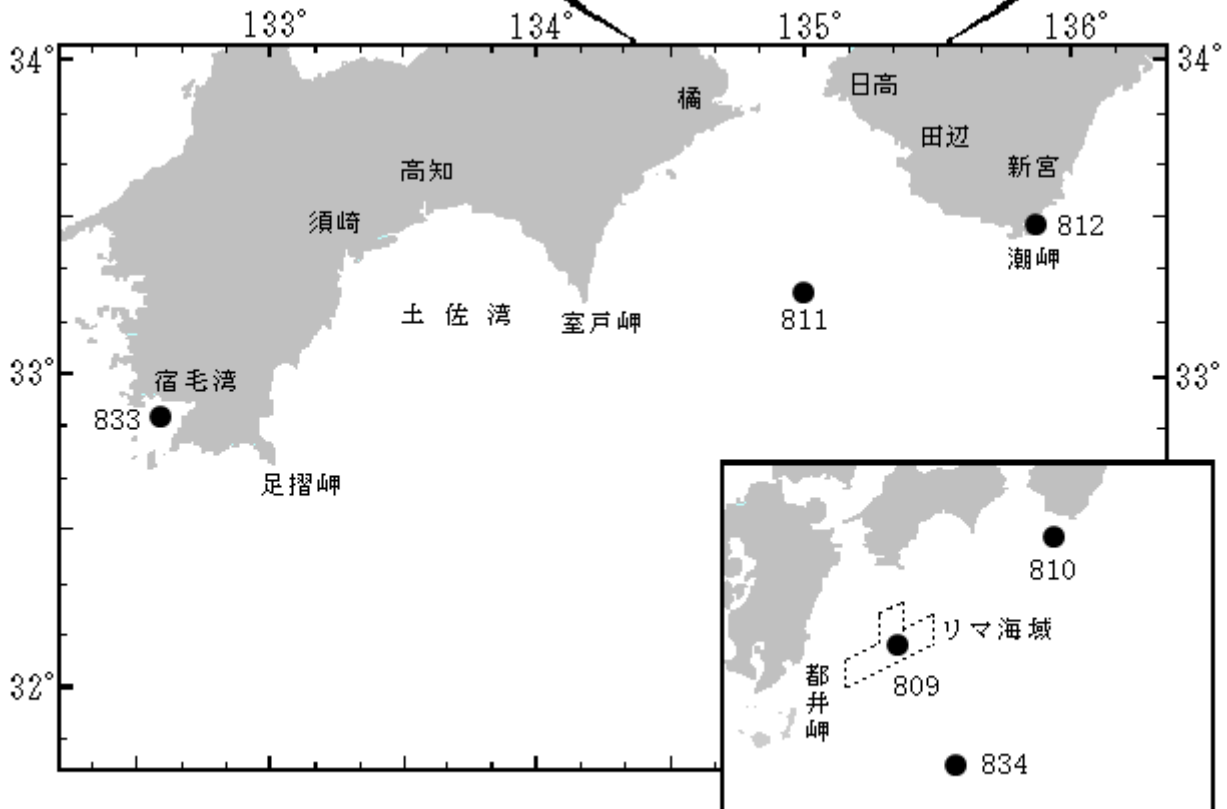 133°
134°
135°
136°
34°
34°
橘
日高
田辺
高知
新宮
須崎
812
潮岬
811
土佐湾
室戸岬
33°
33°
宿毛湾
833
足摺岬
810
リマ海域
809
都井岬
32°
834